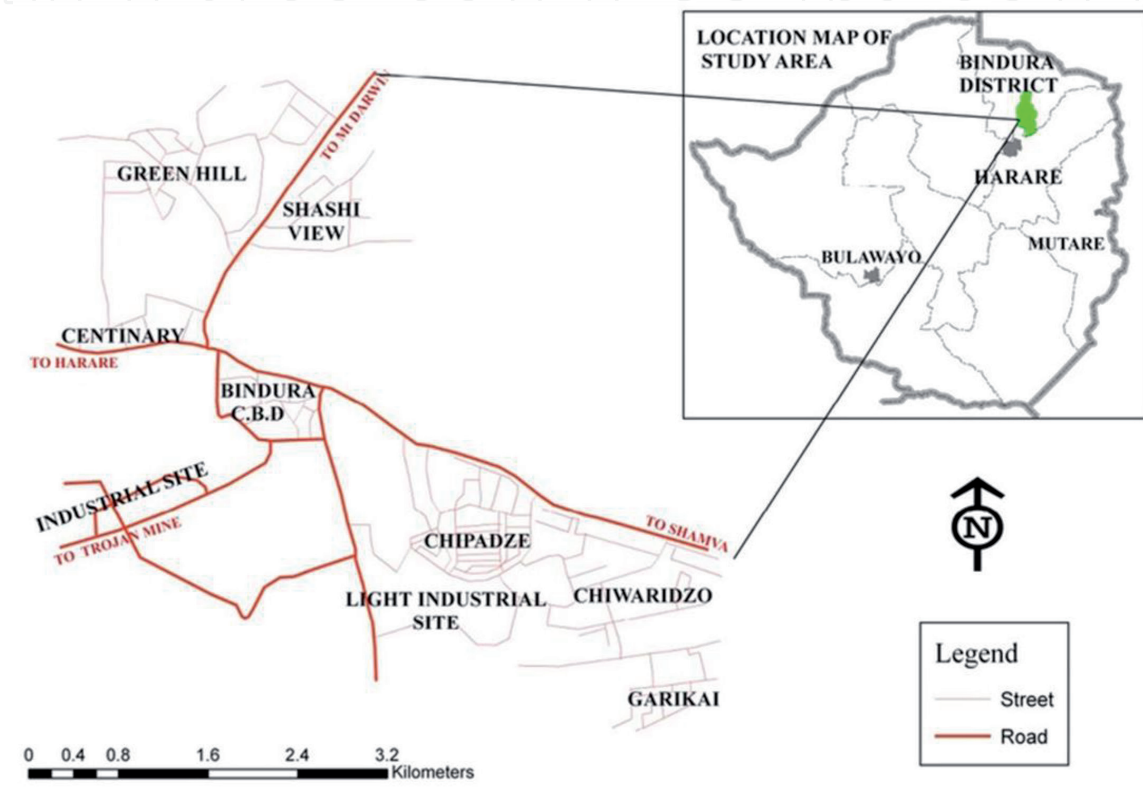 LOCATION MAP OF
STUDY AREA
BINDURA
DISTRICT
HARARE
MUTARE
BULAWAYO
TO Mt DARWIN
GREEN HILL
SHASHI
VIEW
CENTINARY
TO HARARE
BINDURA
C.B.D
INDUSTRIAL SITE
TO TROJAN MINE
TO SHAMVA
CHIPADZE
LIGHT INDUSTRIAL
SITE
CHIWARIDZO
GARIKAI
N
Legend
Street
Road
0 0.4 0.8 1.6 2.4 3.2
Kilometers